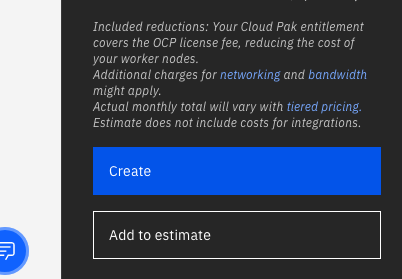 Included reductions: Your Cloud Pak entitlement
covers the OCP license fee, reducing the cost of
your worker nodes.
Additional charges for networking and bandwidth
might apply.
Actual monthly total will vary with tiered pricing.
Estimate does not include costs for integrations.
Create
Add to estimate